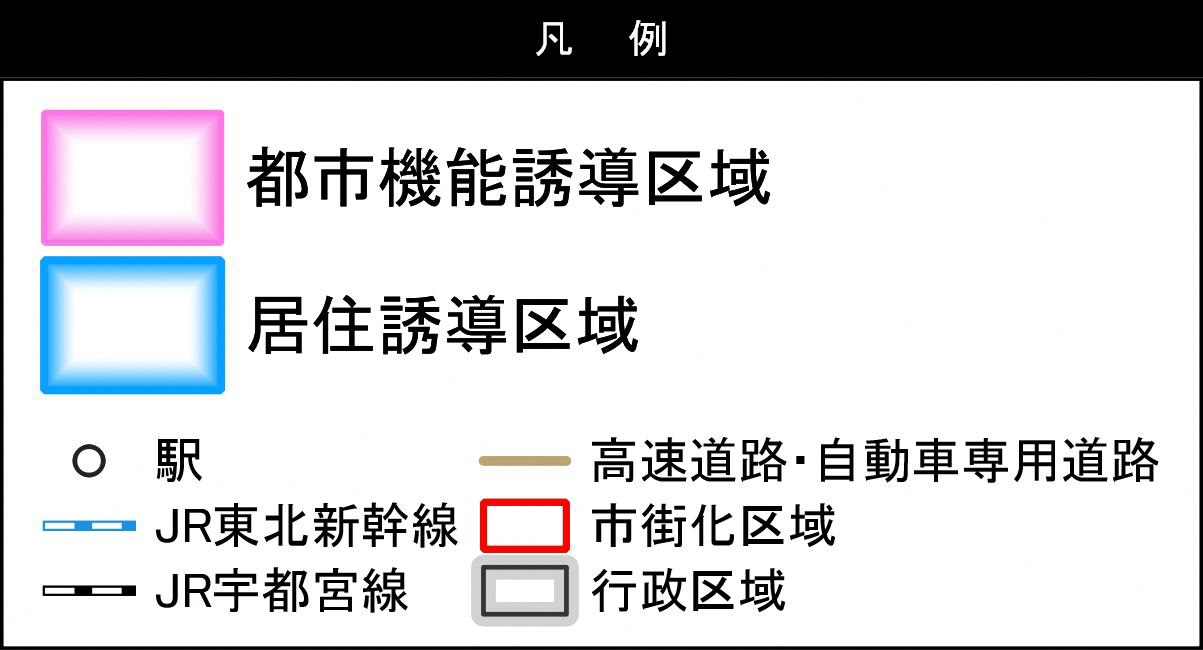 凡 例
都市機能誘導区域
居住誘導区域
駅
高速道路・自動車専用道路
JR東北新幹線
市街化区域
JR宇都宮線
行政区域